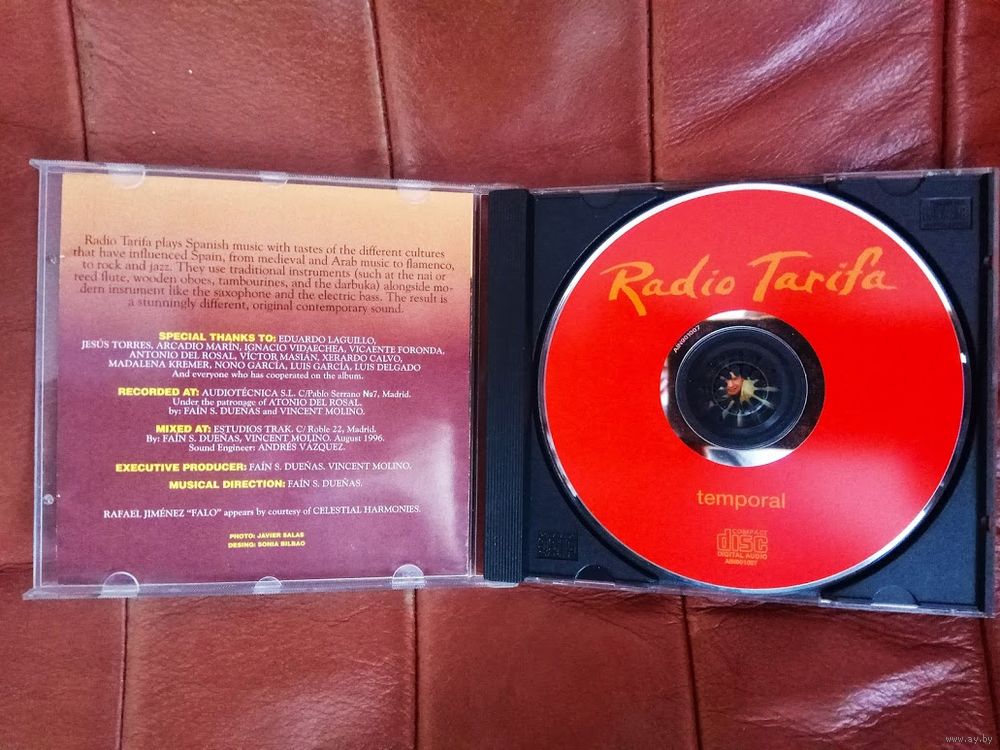 Radio Tarifa plays Spanish music with tastes of the different cultures
that have influenced Spain, from medieval and Arab music to flamenco,
to rock and jazz. They use traditional instruments (such at the nai or
reed flute, wooden oboes, tambourines, and the darbuka) alongside mo-
dern insrument like the saxophone and the electric bass. The result is
a stunningly different, original contemporary sound.
SPECIAL THANKS TO: EDUARDO LAGUILLO,
JESÚS TORRES, ARCADIO MARÍN, IGNACIO VIDAECHEA, VICAENTE FORONDA,
ANTONIO DEL ROSAL, VÍCTOR MASIAN, XERARDO CALVO,
MADALENA KREMER, NONO GARCÍA, LUIS GARCÍA, LUIS DELGADO
And everyone who has cooperated on the album.
RECORDED AT: AUDIOTÉCNICA S.L. C/Pablo Serrano №7, Madrid.
Under the patronage of ATONIO DEL ROSAL.
by: FAÍN S. DUEÑAS and VINCENT MOLINO.
MIXED AT: ESTUDIOS TRAK. C/ Roble 22, Madrid.
By: FAÍN S. DUEÑAS, VINCENT MOLINO. August 1996.
Sound Engineer: ANDRÉS VÁZQUEZ.
EXECUTIVE PRODUCER: FAÍN S. DUEÑAS. VINCENT MOLINO.
MUSICAL DIRECTION: FAÍN S. DUEÑAS.
RAFAEL JIMÉNEZ “FALO” appears by courtesy of CELESTIAL HARMONIES.
PHOTO: JAVIER SALAS
DESING: SONIA BILBAO
Radio Tarifa
temporal
COMPACT
disc
DIGITAL AUDIO
www.ay.by